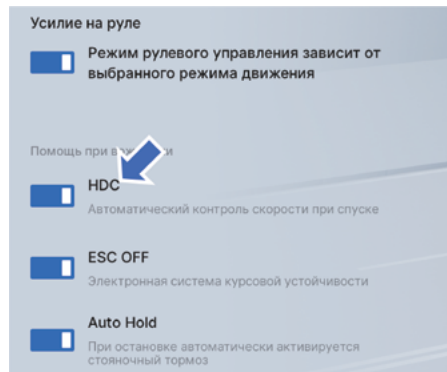 Усилие на руле
Режим рулевого управления зависит от
выбранного режима движения
Помощь при
HDC
Автоматический контроль скорости при спуске
ESC OFF
Электронная система курсовой устойчивости
Auto Hold
При остановке автоматически активируется
стояночный тормоз